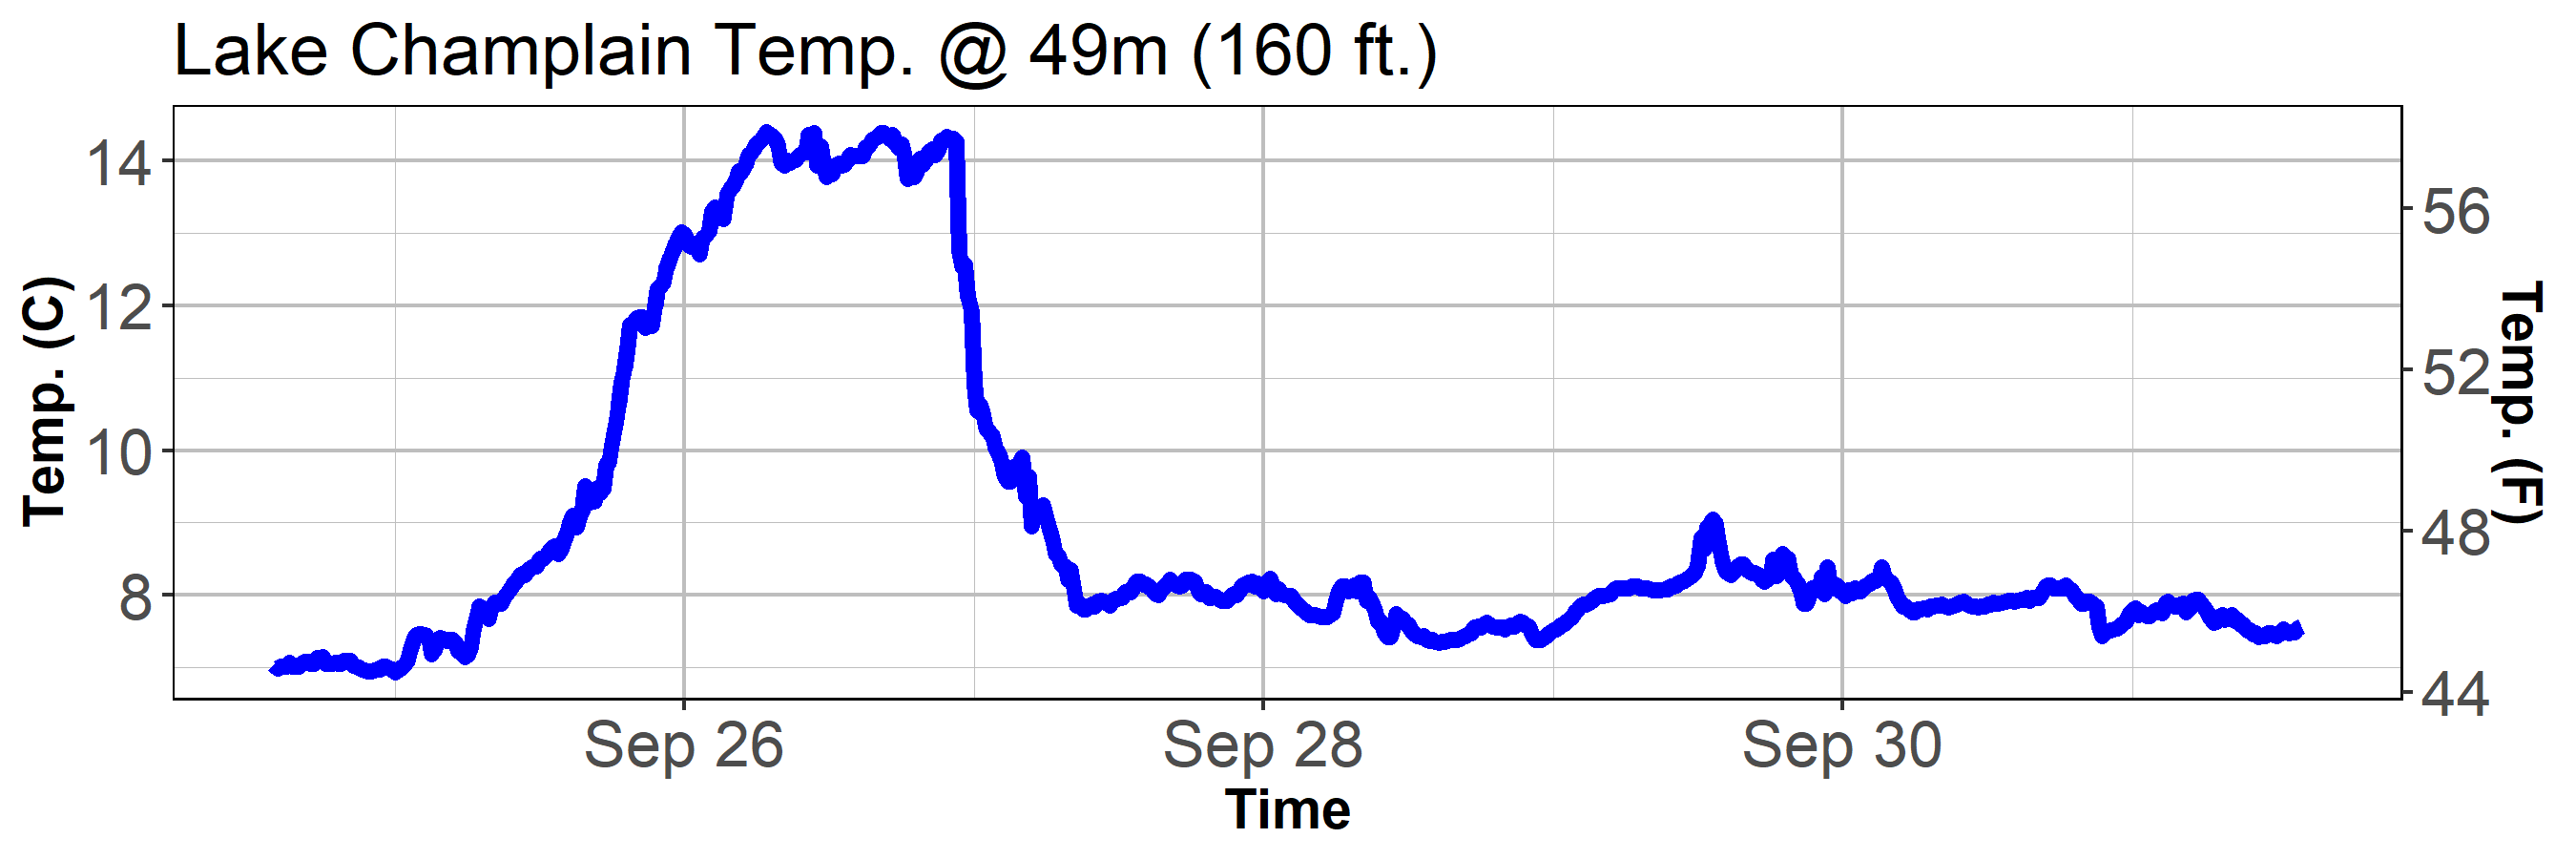 Lake Champlain Temp. @ 49m (160 ft.)
Temp. (C)
14
12
10
8
56
52
48
44
Temp. (F)
Sep 26
Sep 28
Sep 30
Time